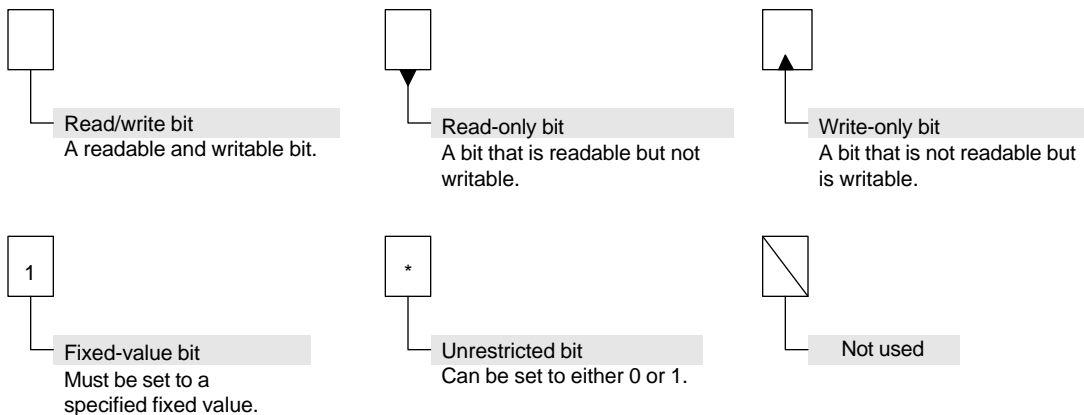 Read/write bit
A readable and writable bit.
Read-only bit
A bit that is readable but not
writable.
Write-only bit
A bit that is not readable but
is writable.
1
Fixed-value bit
Must be set to a
specified fixed value.
*
Unrestricted bit
Can be set to either 0 or 1.
Not used